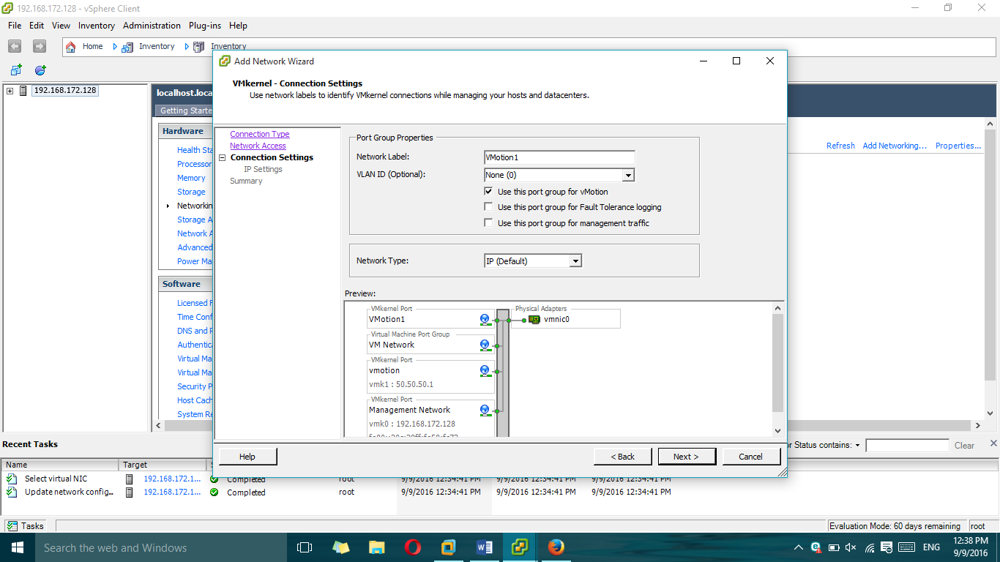 192.168.172.128 - vSphere Client
File Edit View Inventory Administration Plug-ins Help
Home Inventory Inventory
Add Network Wizard
VMkernel - Connection Settings
Use network labels to identify VMkernel connections while managing your hosts and datacenters.
192.168.172.128
localhost.loca
Getting Starte
Hardware
Health Sta
Processor
Memory
Storage
Networkin
Storage A
Network A
Advanced
Power Ma
Software
Licensed F
Time Conf
DNS and R
Authentica
Virtual Ma
Virtual Ma
Security P
Host Cach
System Re
Refresh Add Networking... Properties...
Connection Type
Network Access
Connection Settings
IP Settings
Summary
Port Group Properties
Network Label: VMotion1
VLAN ID (Optional): None (0)
Use this port group for vMotion
Use this port group for Fault Tolerance logging
Use this port group for management traffic
Network Type: IP (Default)
Preview:
VMkernel Port
VMotion1
Physical Adapters
vmnic0
Virtual Machine Port Group
VM Network
VMkernel Port
vmotion
vmk1 : 50.50.50.1
VMkernel Port
Management Network
vmk0 : 192.168.172.128
Help < Back Next > Cancel
Recent Tasks
or Status contains: Clear
Name Target
Select virtual NIC 192.168.172.1... Completed root 9/9/2016 12:34:41 PM 9/9/2016 12:34:41 PM 9/9/2016 12:34:41 PM
Update network config... 192.168.172.1... Completed root 9/9/2016 12:34:41 PM 9/9/2016 12:34:41 PM 9/9/2016 12:34:41 PM
Tasks Evaluation Mode: 60 days remaining root
Search the web and Windows
ENG
12:38 PM
9/9/2016